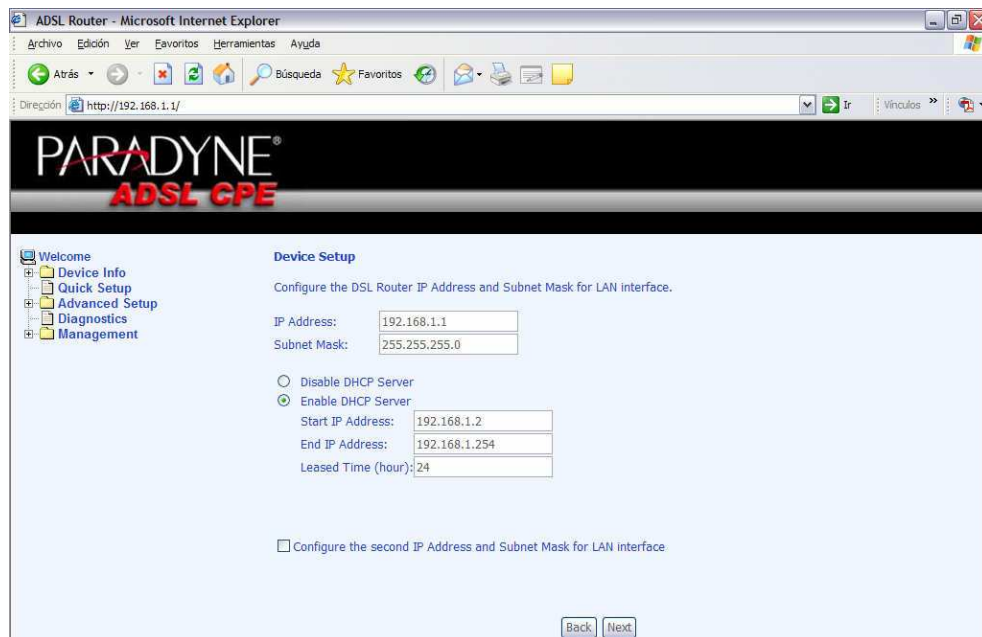 ADSL Router - Microsoft Internet Explorer
Archivo Edición Ver Favoritos Herramientas Ayuda
Atrás Búsqueda Favoritos
Dirección http://192.168.1.1/ Ir Vínculos »
PARADYNE®
ADSL CPE
Welcome
Device Info
Quick Setup
Advanced Setup
Diagnostics
Management
Device Setup
Configure the DSL Router IP Address and Subnet Mask for LAN interface.
IP Address: 192.168.1.1
Subnet Mask: 255.255.255.0
Disable DHCP Server
Enable DHCP Server
Start IP Address: 192.168.1.2
End IP Address: 192.168.1.254
Leased Time (hour): 24
Configure the second IP Address and Subnet Mask for LAN interface
Back Next